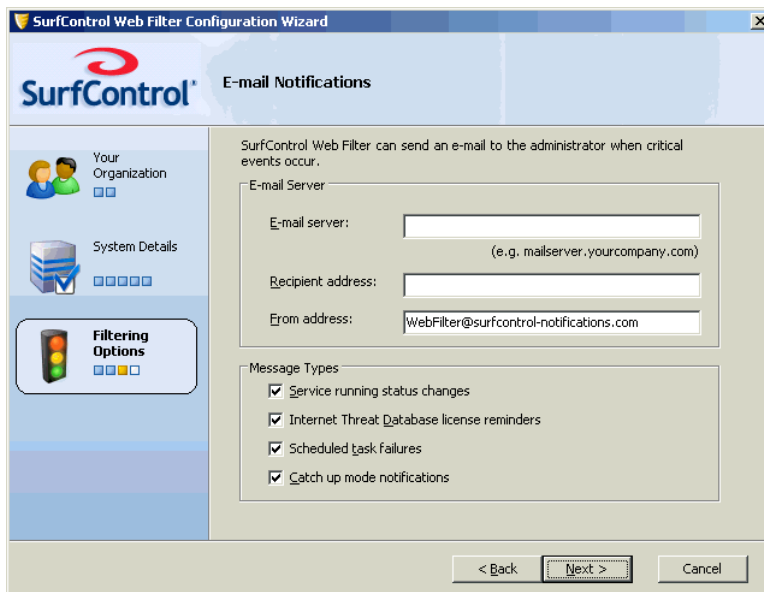 SurfControl Web Filter Configuration Wizard
SurfControl
E-mail Notifications
Your
Organization
System Details
Filtering
Options
SurfControl Web Filter can send an e-mail to the administrator when critical
events occur.
E-mail Server
E-mail server:
(e.g. mailserver.yourcompany.com)
Recipient address:
From address: WebFilter@surfcontrol-notifications.com
Message Types
Service running status changes
Internet Threat Database license reminders
Scheduled task failures
Catch up mode notifications
< Back Next > Cancel